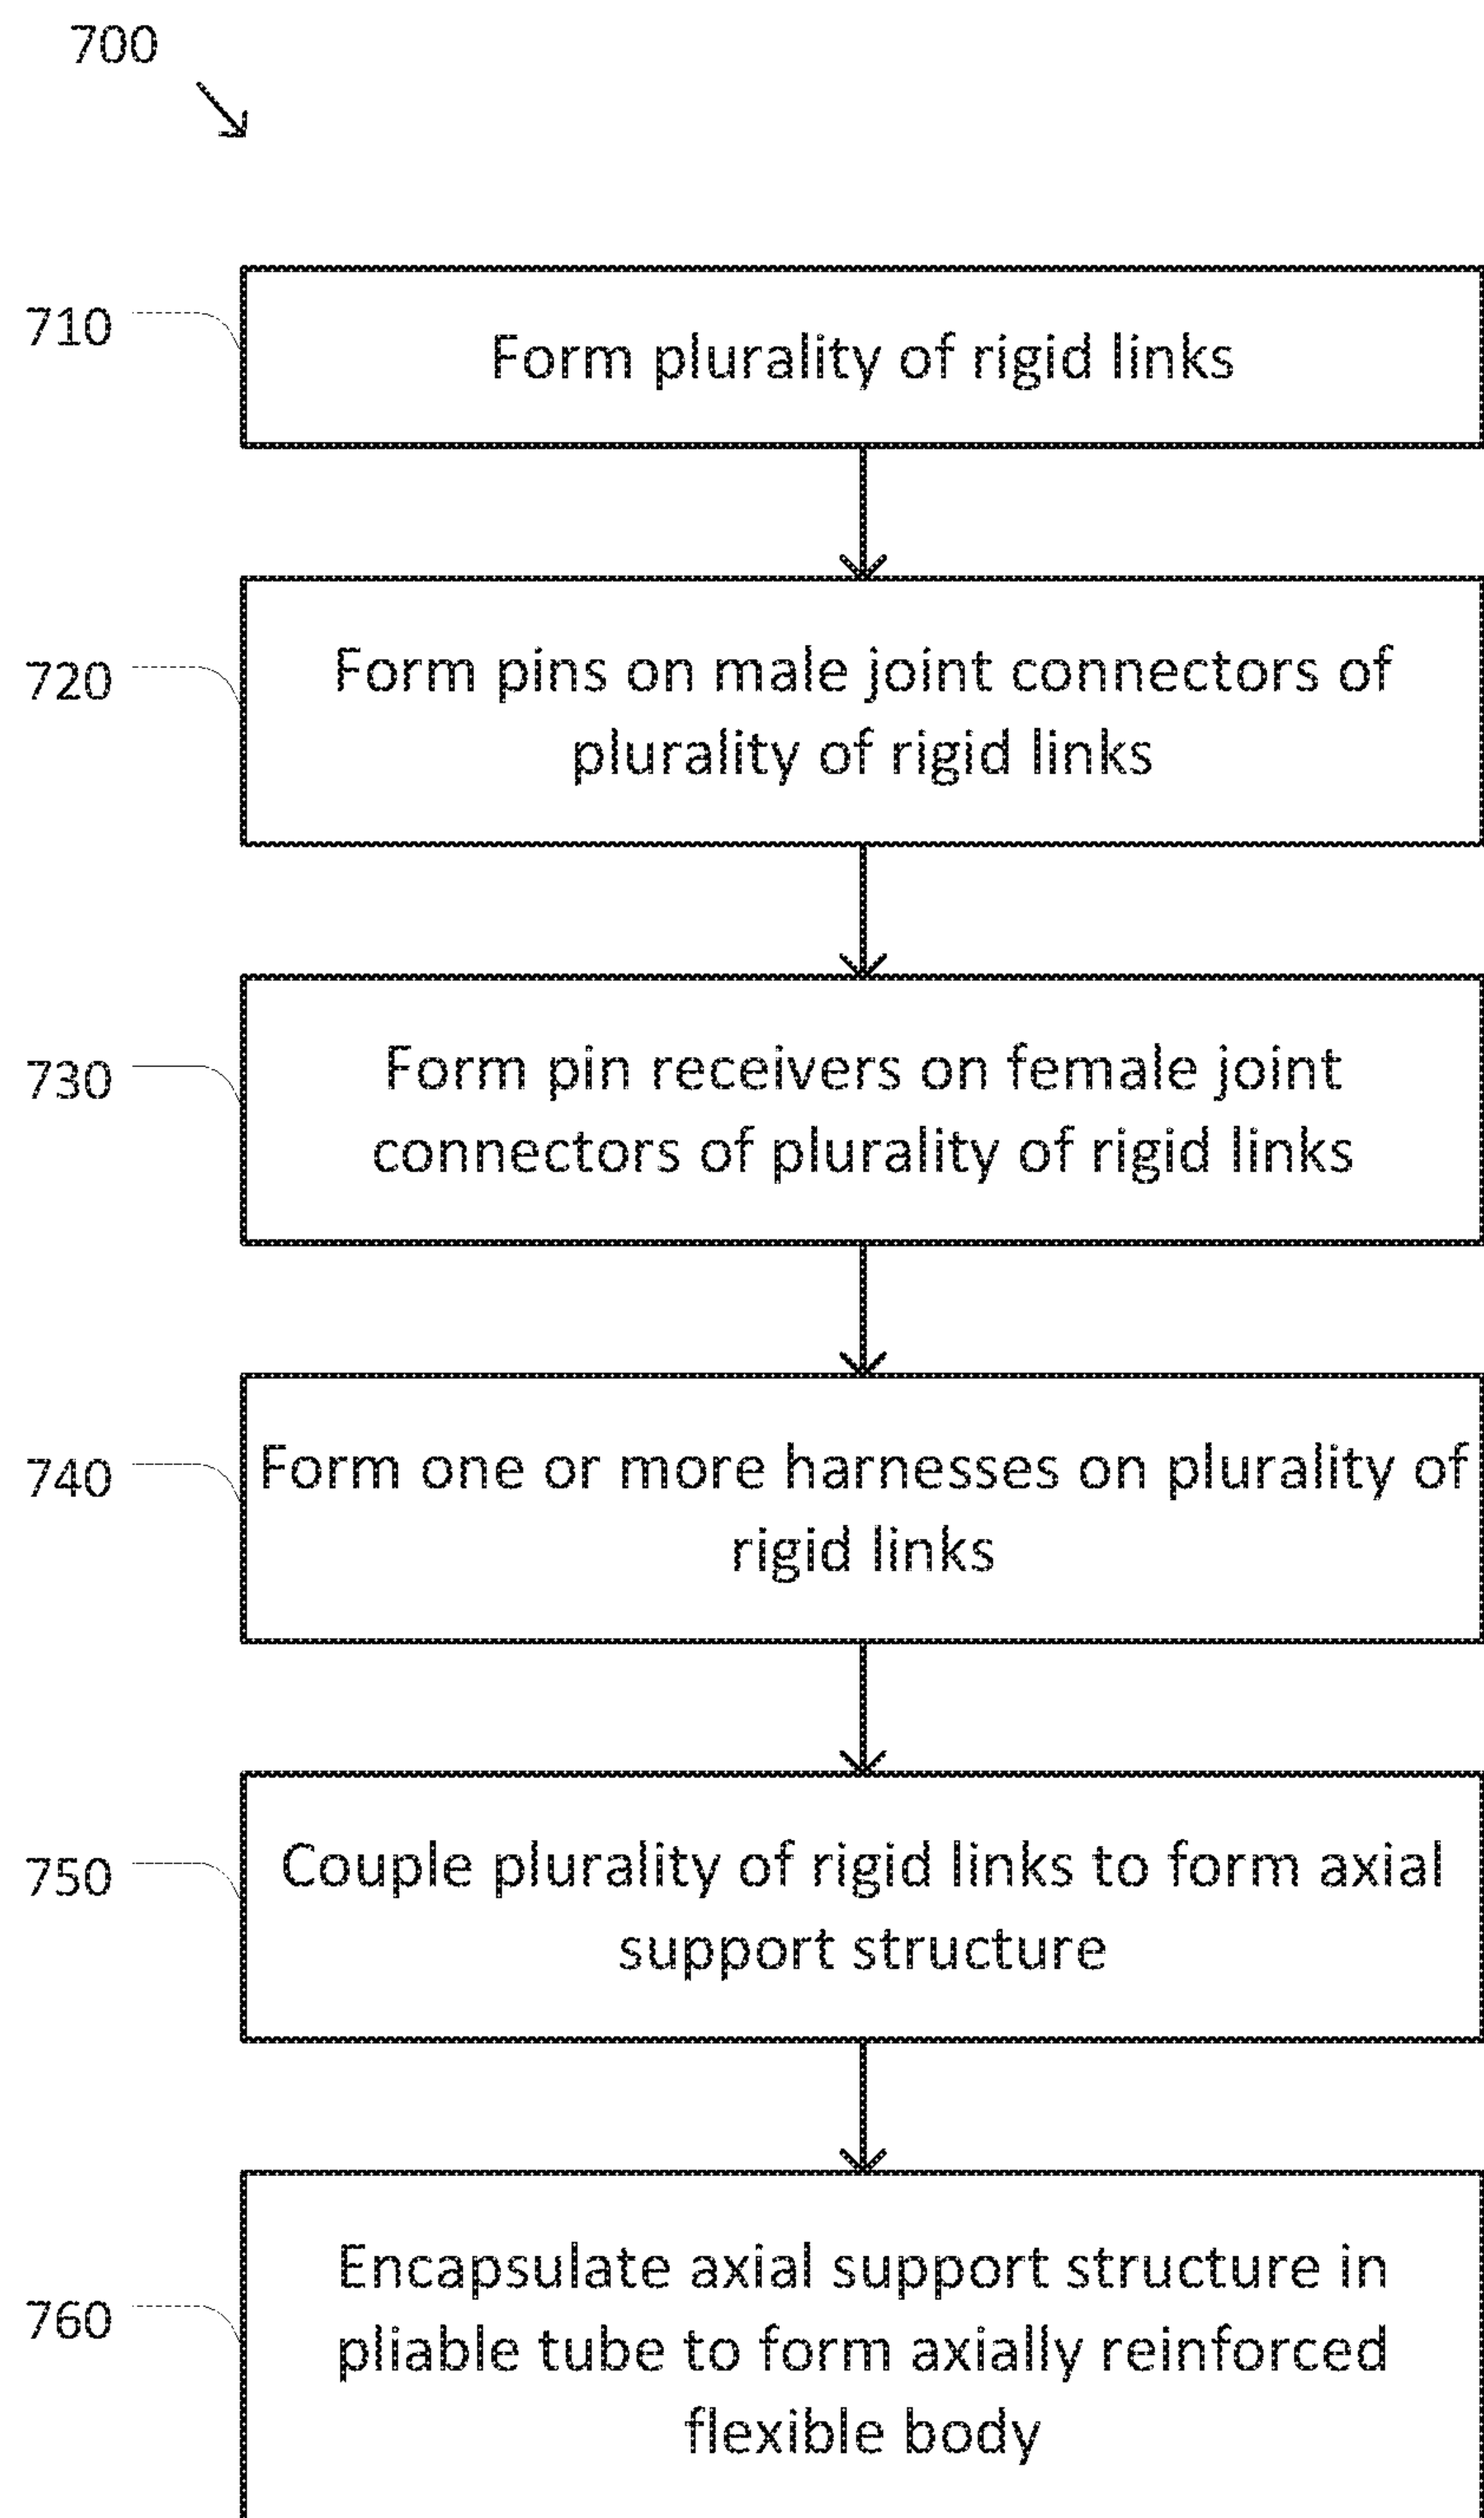 700
710
Form plurality of rigid links
720
Form pins on male joint connectors of
plurality of rigid links
730
Form pin receivers on female joint
connectors of plurality of rigid links
740
Form one or more harnesses on plurality of
rigid links
750
Couple plurality of rigid links to form axial
support structure
760
Encapsulate axial support structure in
pliable tube to form axially reinforced
flexible body